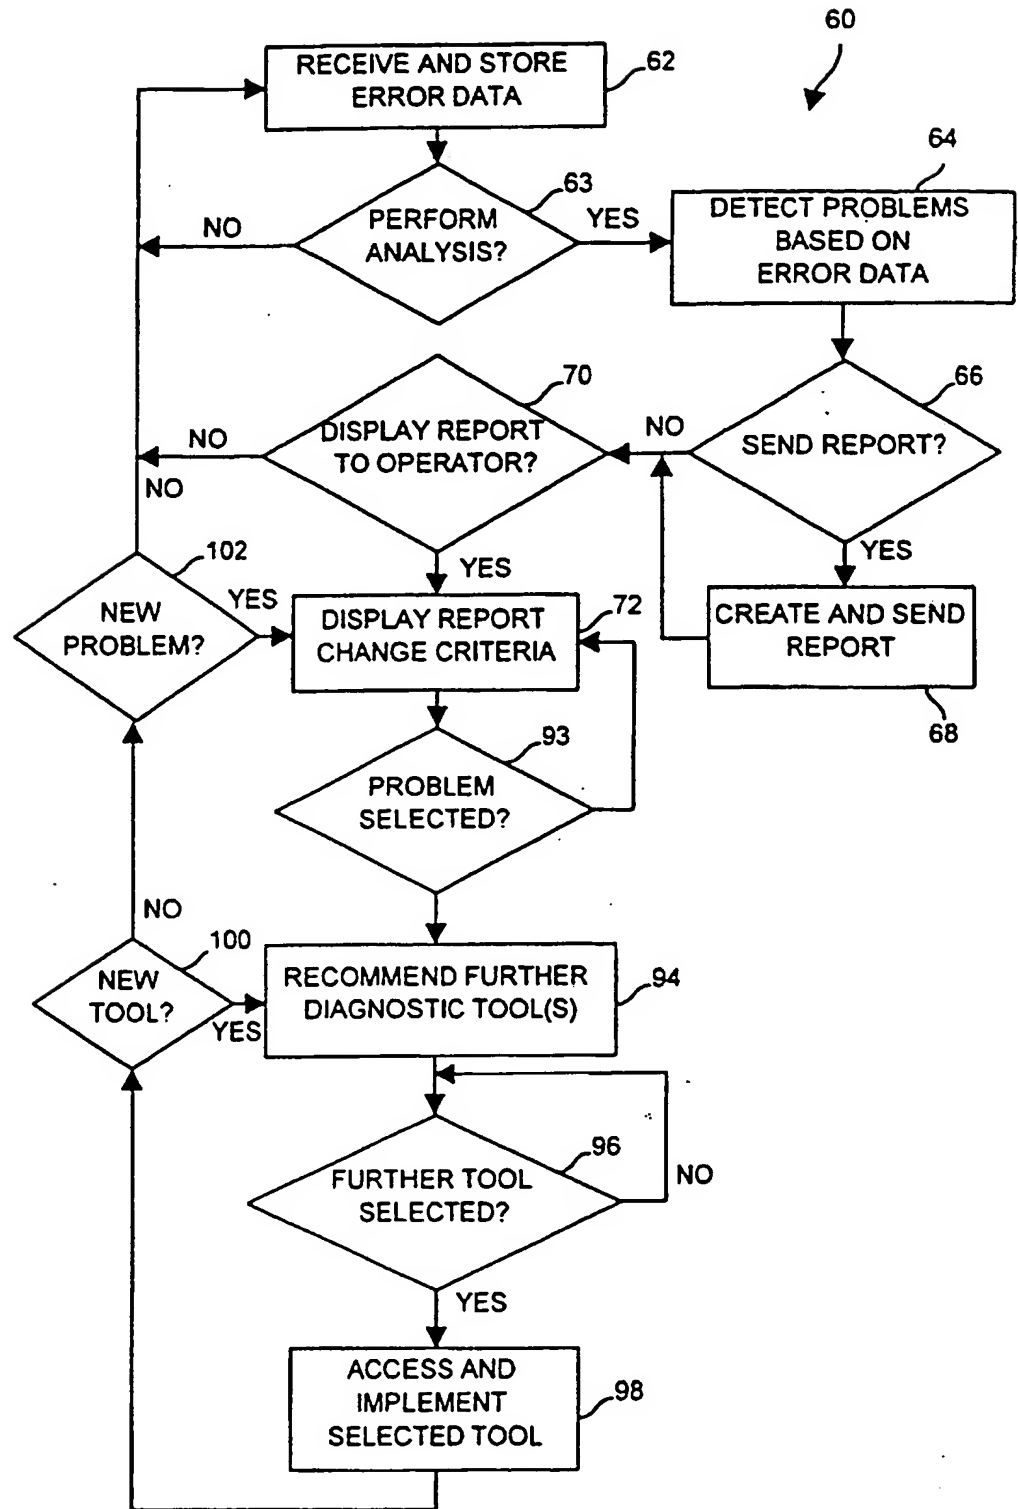 60
RECEIVE AND STORE
ERROR DATA
62
64
63
PERFORM
ANALYSIS?
NO
YES
DETECT PROBLEMS
BASED ON
ERROR DATA
70
66
DISPLAY REPORT
TO OPERATOR?
NO
NO
SEND REPORT?
NO
YES
YES
102
NEW
PROBLEM?
YES
DISPLAY REPORT
CHANGE CRITERIA
72
CREATE AND SEND
REPORT
68
93
PROBLEM
SELECTED?
NO
100
NEW
TOOL?
YES
RECOMMEND FURTHER
DIAGNOSTIC TOOL(S)
94
96
FURTHER TOOL
SELECTED?
NO
YES
ACCESS AND
IMPLEMENT
SELECTED TOOL
98